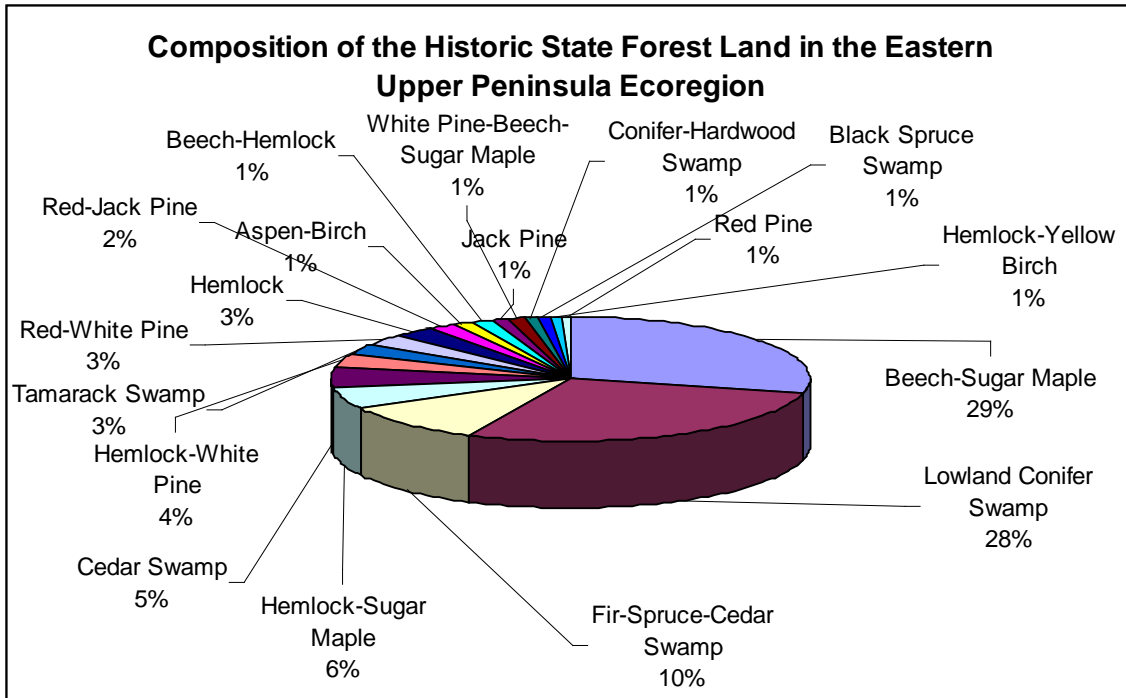 Composition of the Historic State Forest Land in the Eastern
Upper Peninsula Ecoregion
White Pine-Beech-
Sugar Maple
1%
Conifer-Hardwood
Swamp
1%
Black Spruce
Swamp
1%
Beech-Hemlock
1%
Red-Jack Pine
2%
Aspen-Birch
1%
Jack Pine
1%
Red Pine
1%
Hemlock-Yellow
Birch
1%
Hemlock
3%
Red-White Pine
3%
Tamarack Swamp
3%
Hemlock-White
Pine
4%
Cedar Swamp
5%
Hemlock-Sugar
Maple
6%
Fir-Spruce-Cedar
Swamp
10%
Beech-Sugar Maple
29%
Lowland Conifer
Swamp
28%